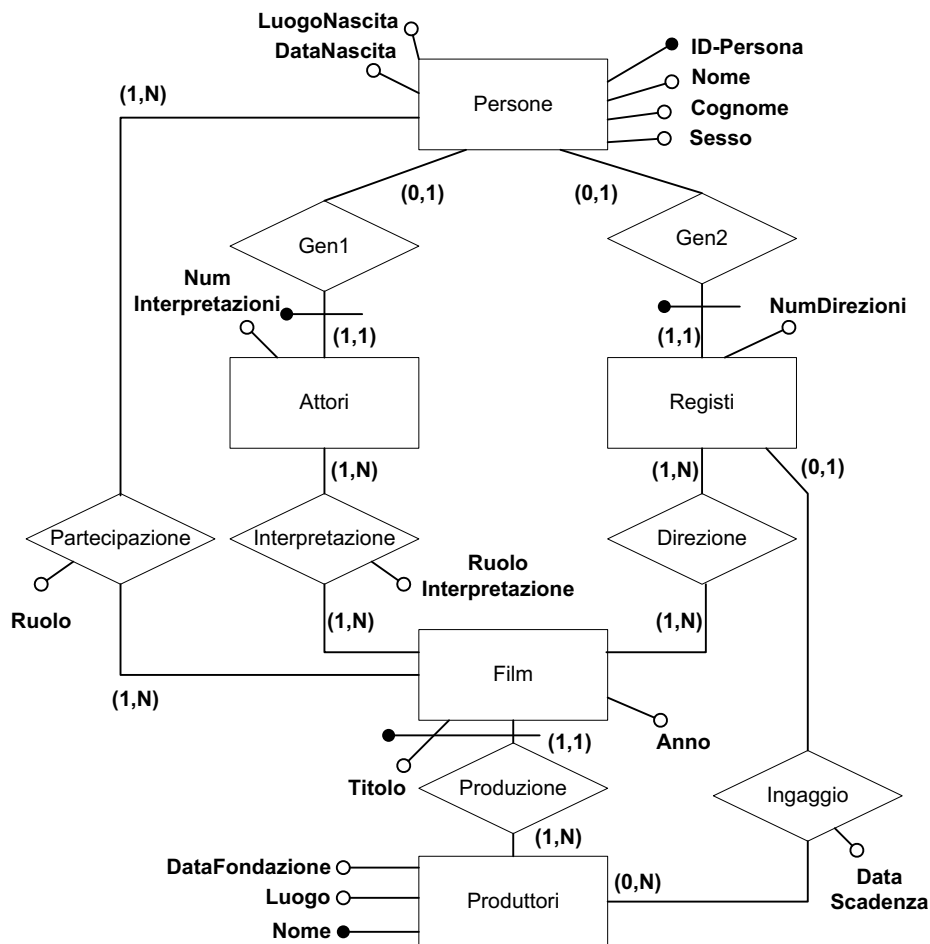 LuogoNascita
DataNascita
ID-Persona
Nome
Cognome
Sesso
Persone
(1,N)
(0,1)
(0,1)
Gen1
Gen2
Num
Interpretazioni
NumDirezioni
(1,1)
(1,1)
Attori
Registi
(1,N)
(1,N)
(0,1)
Partecipazione
Interpretazione
Direzione
Ruolo
Interpretazione
Ruolo
(1,N)
(1,N)
Film
(1,N)
Anno
(1,1)
Titolo
Produzione
Ingaggio
(1,N)
DataFondazione
Luogo
Nome
Produttori
(0,N)
Data
Scadenza